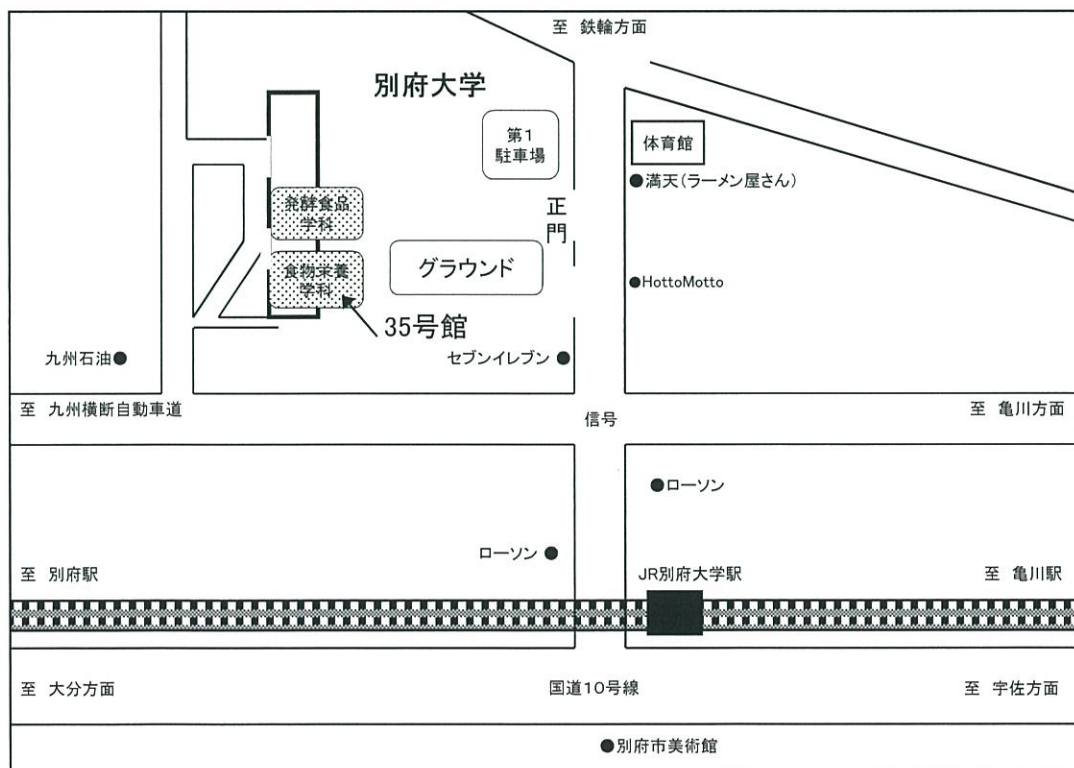 至 鉄輪方面
別府大学
第1
駐車場
体育館
満天(ラーメン屋さん)
発酵食品
学科
正
門
グラウンド
HottoMotto
食物栄養
学科
35号館
九州石油
セブンイレブン
至 九州横断自動車道
信号
至 亀川方面
ローソン
ローソン
至 別府駅
JR別府大学駅
至 亀川駅
至 大分方面
国道10号線
至 宇佐方面
別府市美術館